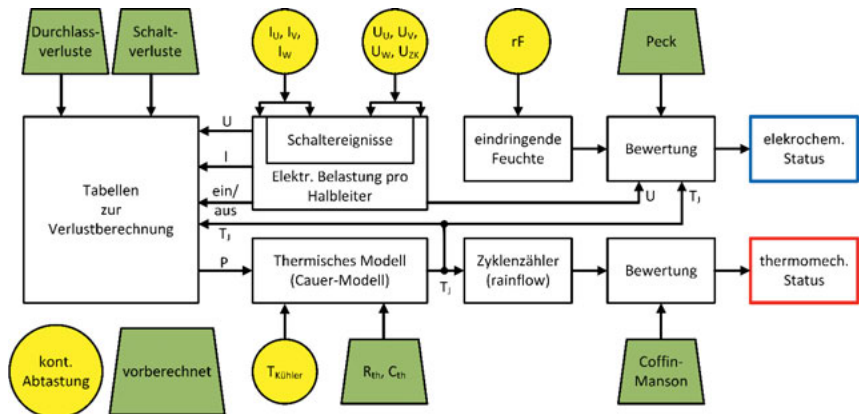 Durchlass-
verluste
Schalt-
verluste
I_U, I_V,
I_W
U_U, U_V,
U_W, U_ZK
rF
Peck
U
I
ein/
aus
T_J
P
Tabellen
zur
Verlustberechnung
Schaltereignisse
Elektr. Belastung pro
Halbleiter
eindringende
Feuchte
Bewertung
elekrochem.
Status
U
T_J
Thermisches Modell
(Cauer-Modell)
T_J
Zyklenzähler
(rainflow)
Bewertung
thermomech.
Status
kont.
Abtastung
vorberechnet
T_Kühler
R_th, C_th
Coffin-
Manson